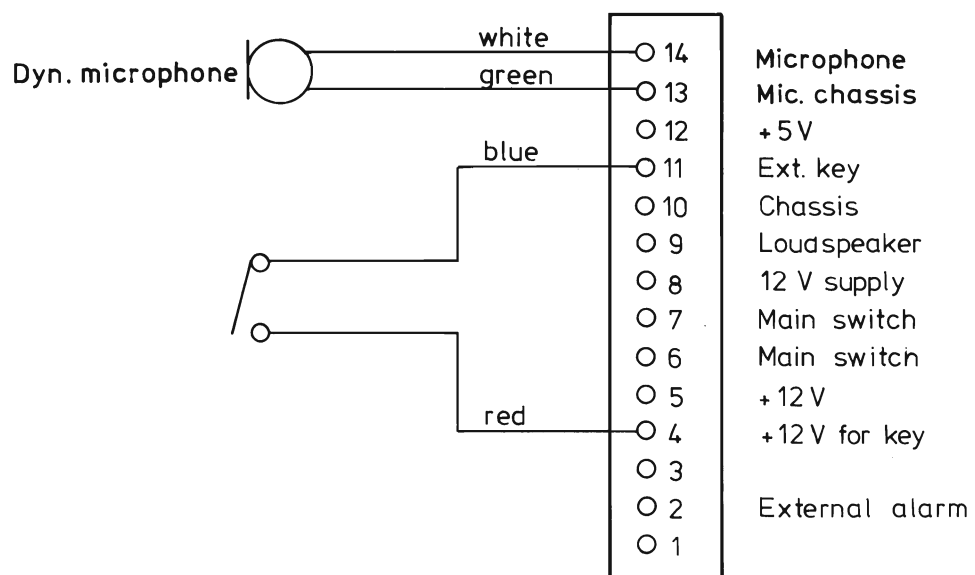 white
14 Microphone
Dyn. microphone
green
13 Mic. chassis
12 +5V
blue
11 Ext. key
10 Chassis
9 Loudspeaker
8 12 V supply
7 Main switch
6 Main switch
5 +12V
red
4 +12V for key
3
2 External alarm
1